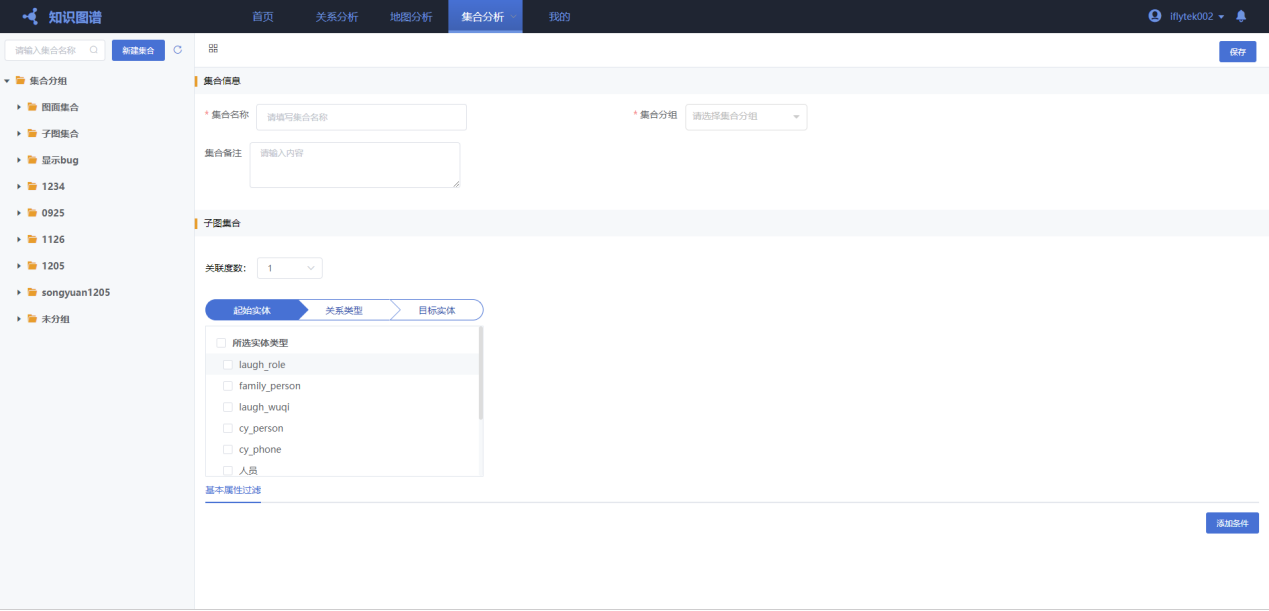 知识图谱
首页 关系分析 地图分析 集合分析 我的
iflytek002
请输入集合名称 新建集合
保存
集合分组
图面集合
子图集合
显示bug
1234
0925
1126
1205
songyuan1205
未分组
集合信息
* 集合名称 请填写集合名称
* 集合分组 请选择集合分组
集合备注 请输入内容
子图集合
关联度数： 1
起始实体 关系类型 目标实体
所选实体类型
laugh_role
family_person
laugh_wuqi
cy_person
cy_phone
人员
基本属性过滤
添加条件